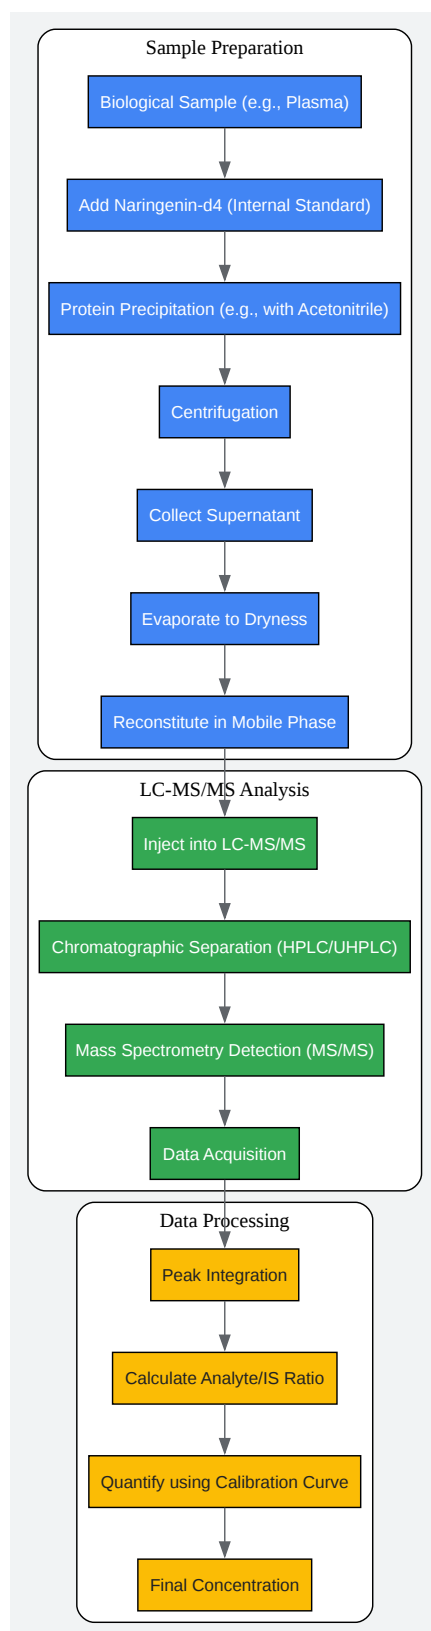 Sample Preparation
Biological Sample (e.g., Plasma)
Add Naringenin-d4 (Internal Standard)
Protein Precipitation (e.g., with Acetonitrile)
Centrifugation
Collect Supernatant
Evaporate to Dryness
Reconstitute in Mobile Phase
LC-MS/MS Analysis
Inject into LC-MS/MS
Chromatographic Separation (HPLC/UHPLC)
Mass Spectrometry Detection (MS/MS)
Data Acquisition
Data Processing
Peak Integration
Calculate Analyte/IS Ratio
Quantify using Calibration Curve
Final Concentration